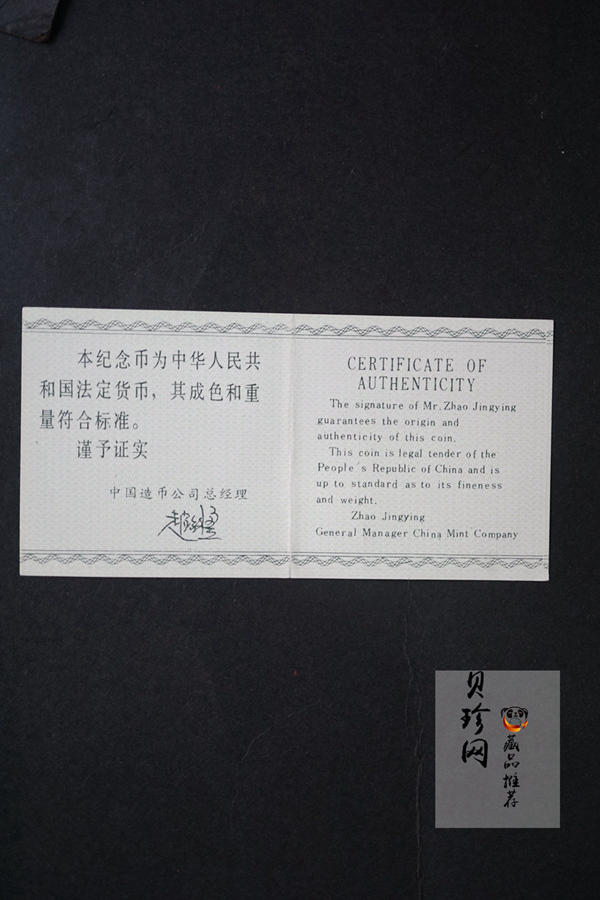 本纪念币为中华人民共
和国法定货币，其成色和重
量符合标准。
谨予证实
中国造币公司总经理
CERTIFICATE OF
AUTHENTICITY
The signature of Mr. Zhao Jingying
guarantees the origin and
authenticity of this coin.
This coin is legal tender of the
People's Republic of China and is
up to standard as to its fineness
and weight.
Zhao Jingying
General Manager China Mint Company
贝珍网
藏品推荐